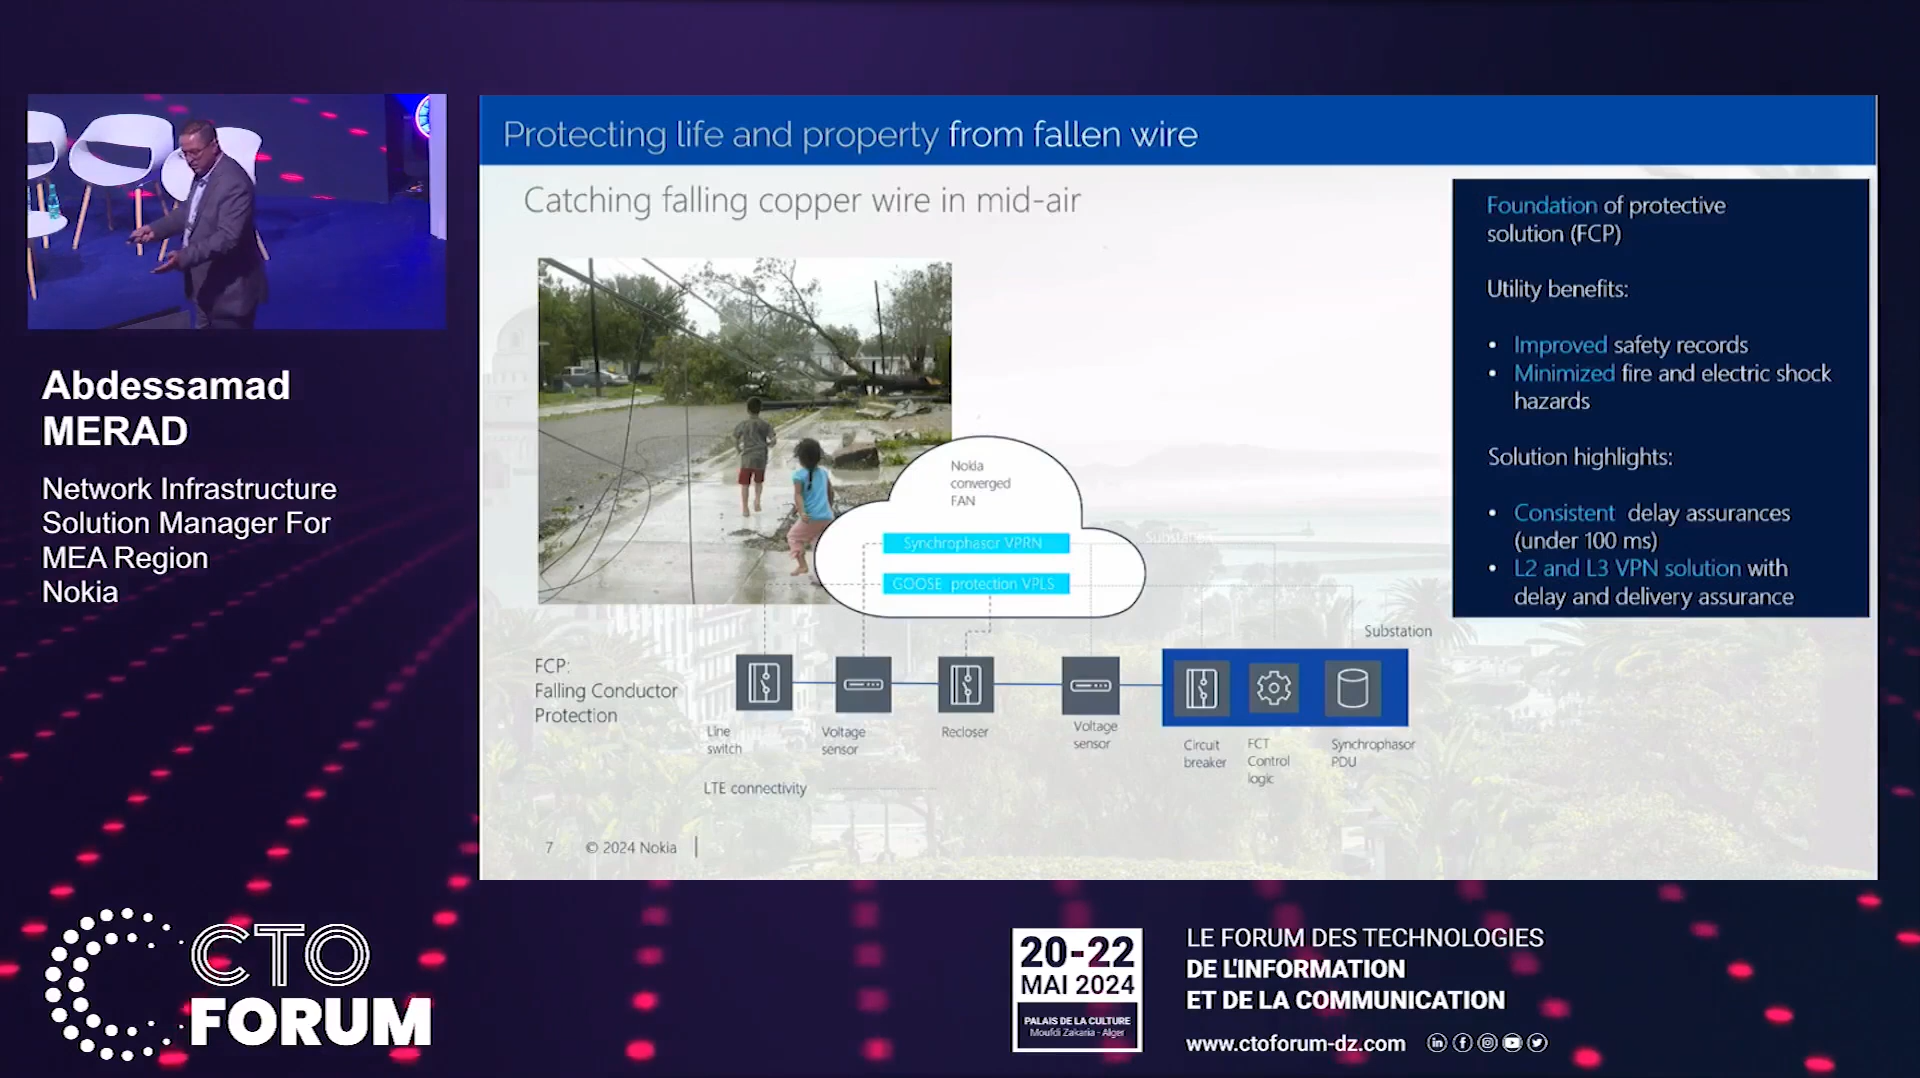 Protecting life and property from fallen wire
Catching falling copper wire in mid-air
Foundation of protective
solution (FCP)
Utility benefits:
• Improved safety records
• Minimized fire and electric shock
hazards
Solution highlights:
• Consistent delay assurances
(under 100 ms)
• L2 and L3 VPN solution with
delay and delivery assurance
Nokia
converged
FAN
Synchrophasor VPRN
GOOSE protection VPLS
Substation
Substation
FCP:
Falling Conductor
Protection
Line
switch
Voltage
sensor
Recloser
Voltage
sensor
Circuit
breaker
FCT
Control
logic
Synchrophasor
PDU
LTE connectivity
7 © 2024 Nokia
Abdessamad
MERAD
Network Infrastructure
Solution Manager For
MEA Region
Nokia
CTO
FORUM
20-22
MAI 2024
PALAIS DE LA CULTURE
Moufdi Zakaria - Alger
LE FORUM DES TECHNOLOGIES
DE L'INFORMATION
ET DE LA COMMUNICATION
www.ctoforum-dz.com